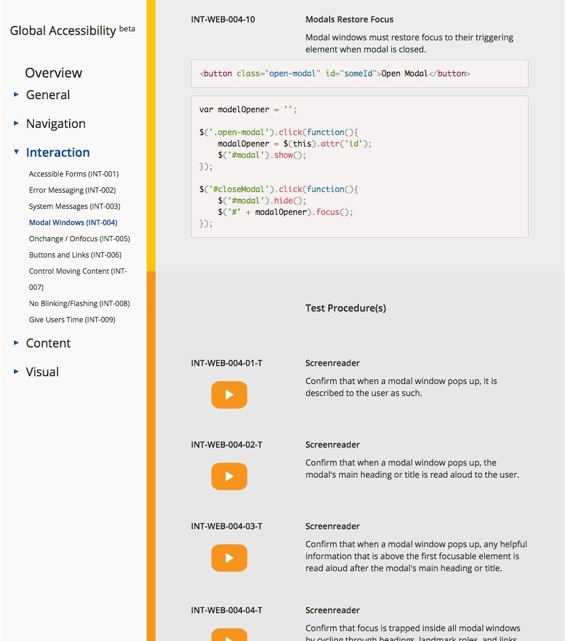 Global Accessibility beta
Overview
General
Navigation
Interaction
Accessible Forms (INT-001)
Error Messaging (INT-002)
System Messages (INT-003)
Modal Windows (INT-004)
Onchange / Onfocus (INT-005)
Buttons and Links (INT-006)
Control Moving Content (INT-
007)
No Blinking/Flashing (INT-008)
Give Users Time (INT-009)
Content
Visual
INT-WEB-004-10
Modals Restore Focus
Modal windows must restore focus to their triggering
element when modal is closed.
<button class="open-modal" id="someId">Open Modal</button>
var modelOpener = '';
$('.open-modal').click(function(){
modalOpener = $(this).attr('id');
$('#modal').show();
});
$('#closeModal').click(function(){
$('#modal').hide();
$('#' + modalOpener).focus();
});
Test Procedure(s)
INT-WEB-004-01-T
Screenreader
Confirm that when a modal window pops up, it is
described to the user as such.
INT-WEB-004-02-T
Screenreader
Confirm that when a modal window pops up, the
modal's main heading or title is read aloud to the user.
INT-WEB-004-03-T
Screenreader
Confirm that when a modal window pops up, any helpful
information that is above the first focusable element is
read aloud after the modal's main heading or title.
INT-WEB-004-04-T
Screenreader
Confirm that focus is trapped inside all modal windows
by cycling through headings, landmark roles, and links